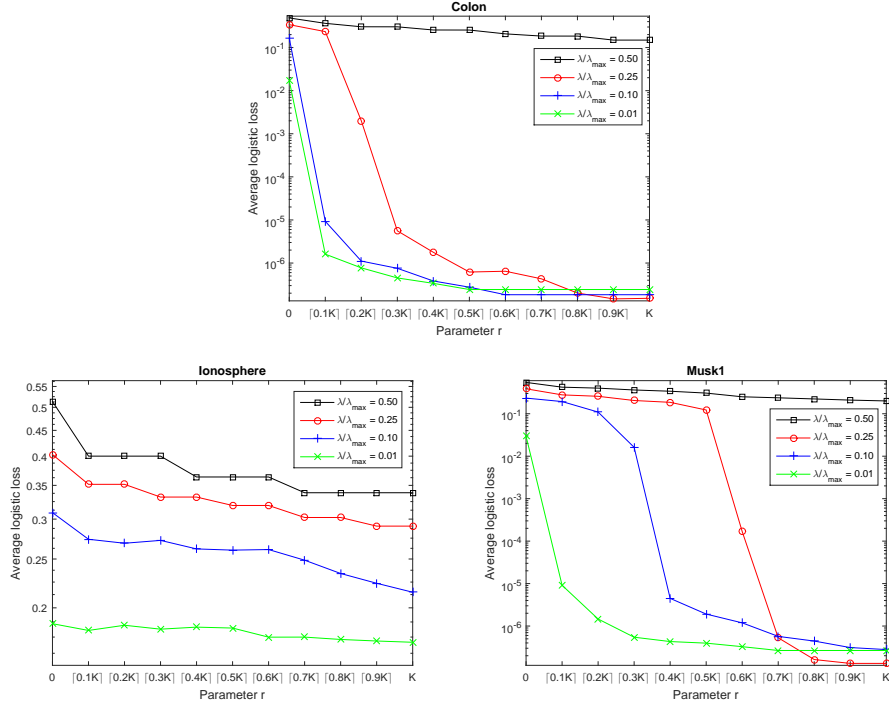 Colon
Average logistic loss
10^-1
10^-2
10^-3
10^-4
10^-5
10^-6
λ/λmax = 0.50
λ/λmax = 0.25
λ/λmax = 0.10
λ/λmax = 0.01
0 ⌈0.1K⌉ ⌈0.2K⌉ ⌈0.3K⌉ ⌈0.4K⌉ ⌈0.5K⌉ ⌈0.6K⌉ ⌈0.7K⌉ ⌈0.8K⌉ ⌈0.9K⌉ K
Parameter r
Ionosphere
Average logistic loss
0.55
0.5
0.4
0.35
0.3
0.25
0.2
λ/λmax = 0.50
λ/λmax = 0.25
λ/λmax = 0.10
λ/λmax = 0.01
0 ⌈0.1K⌉ ⌈0.2K⌉ ⌈0.3K⌉ ⌈0.4K⌉ ⌈0.5K⌉ ⌈0.6K⌉ ⌈0.7K⌉ ⌈0.8K⌉ ⌈0.9K⌉ K
Parameter r
Musk1
Average logistic loss
10^-1
10^-2
10^-3
10^-4
10^-5
10^-6
λ/λmax = 0.50
λ/λmax = 0.25
λ/λmax = 0.10
λ/λmax = 0.01
0 ⌈0.1K⌉ ⌈0.2K⌉ ⌈0.3K⌉ ⌈0.4K⌉ ⌈0.5K⌉ ⌈0.6K⌉ ⌈0.7K⌉ ⌈0.8K⌉ ⌈0.9K⌉ K
Parameter r